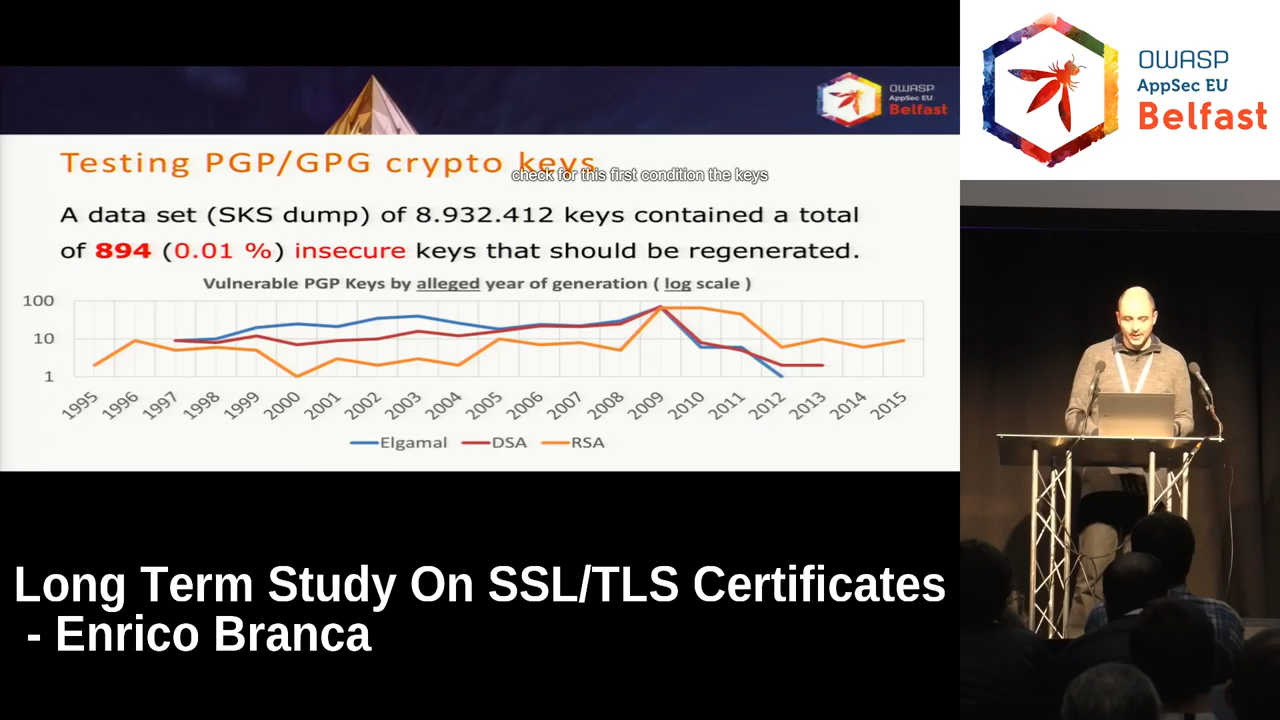 OWASP
AppSec EU
Belfast
Testing PGP/GPG crypto keys
check for this first condition the keys
A data set (SKS dump) of 8.932.412 keys contained a total
of 894 (0.01 %) insecure keys that should be regenerated.
Vulnerable PGP Keys by alleged year of generation ( log scale )
100
10
1
1995 1996 1997 1998 1999 2000 2001 2002 2003 2004 2005 2006 2007 2008 2009 2010 2011 2012 2013 2014 2015
Elgamal DSA RSA
Long Term Study On SSL/TLS Certificates
- Enrico Branca
OWASP
AppSec EU
Belfast